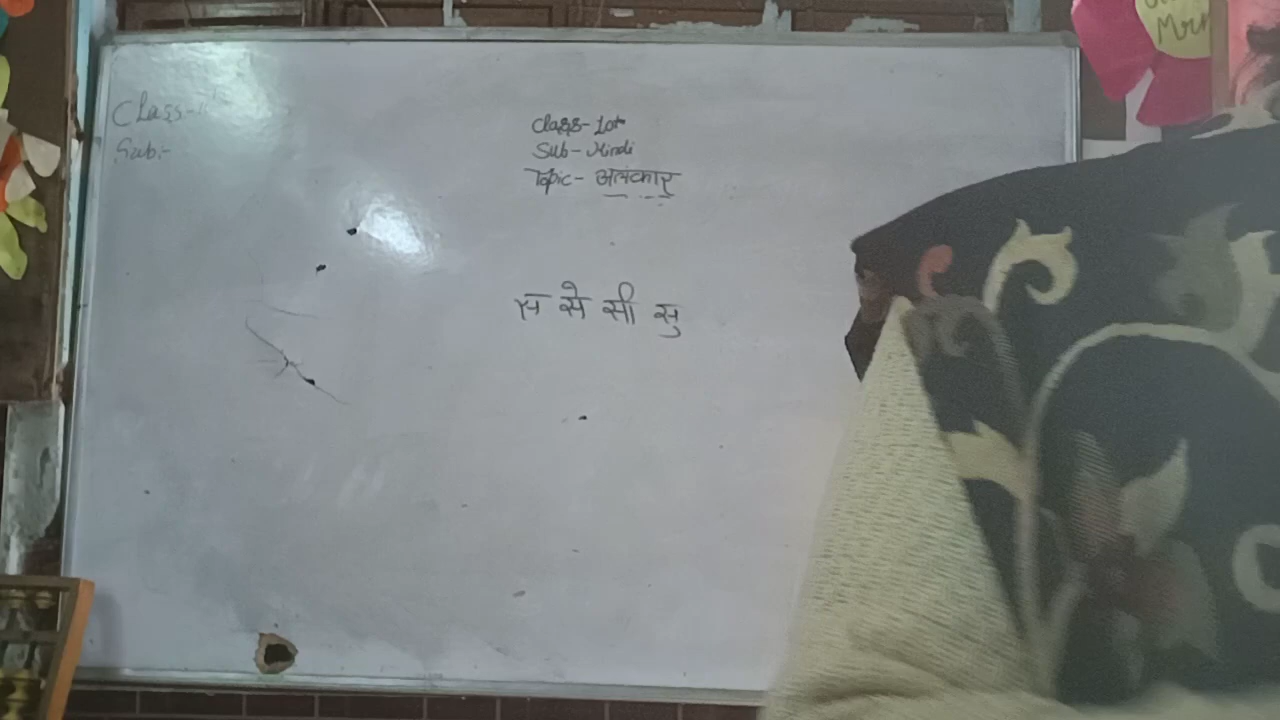 Class-
Sub:-
Class- 10th
Sub- Hindi
Topic- अलंकार
स से सी सु